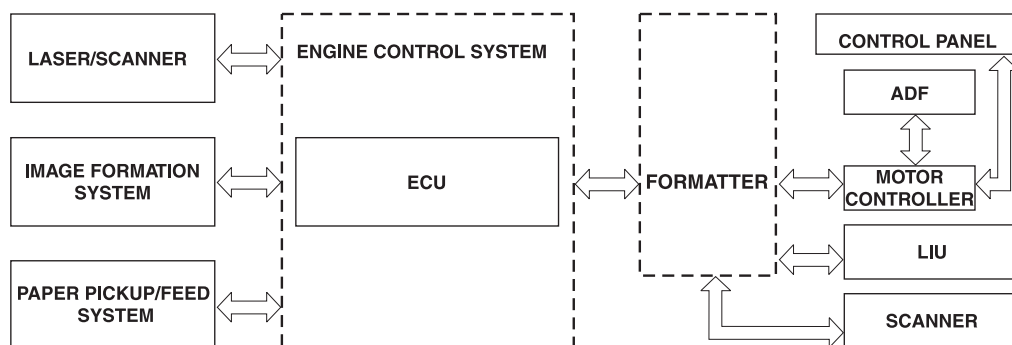 LASER/SCANNER
ENGINE CONTROL SYSTEM
CONTROL PANEL
ADF
IMAGE FORMATION
SYSTEM
ECU
FORMATTER
MOTOR
CONTROLLER
LIU
PAPER PICKUP/FEED
SYSTEM
SCANNER